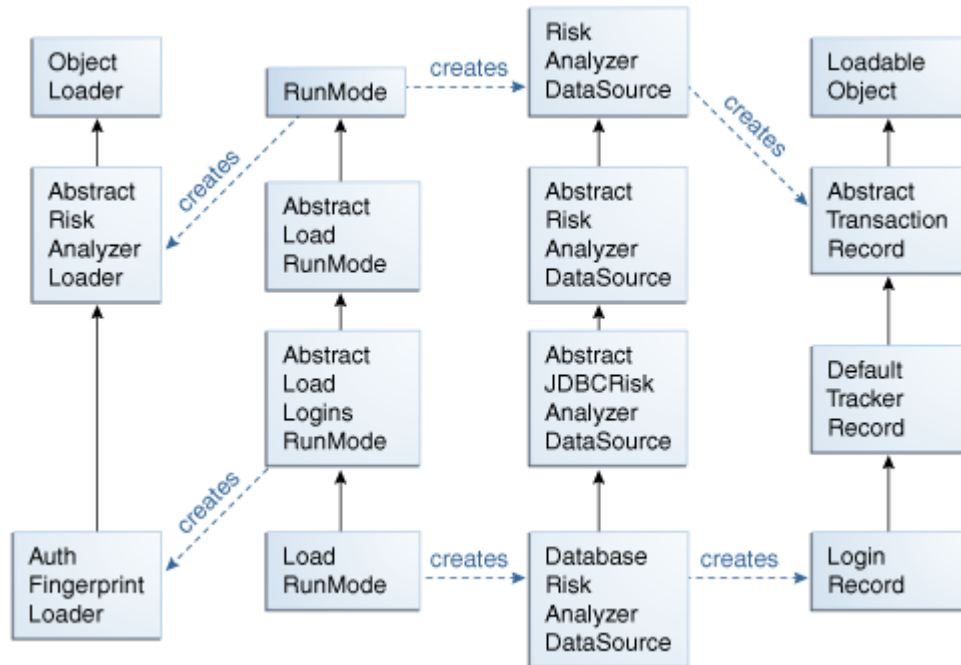 Object
Loader
RunMode
creates
Risk
Analyzer
DataSource
creates
Loadable
Object
creates
Abstract
Risk
Analyzer
Loader
Abstract
Load
RunMode
Abstract
Risk
Analyzer
DataSource
Abstract
Transaction
Record
Abstract
Load
Logins
RunMode
Abstract
JDBCRisk
Analyzer
DataSource
Default
Tracker
Record
creates
Auth
Fingerprint
Loader
Load
RunMode
creates
Database
Risk
Analyzer
DataSource
creates
Login
Record